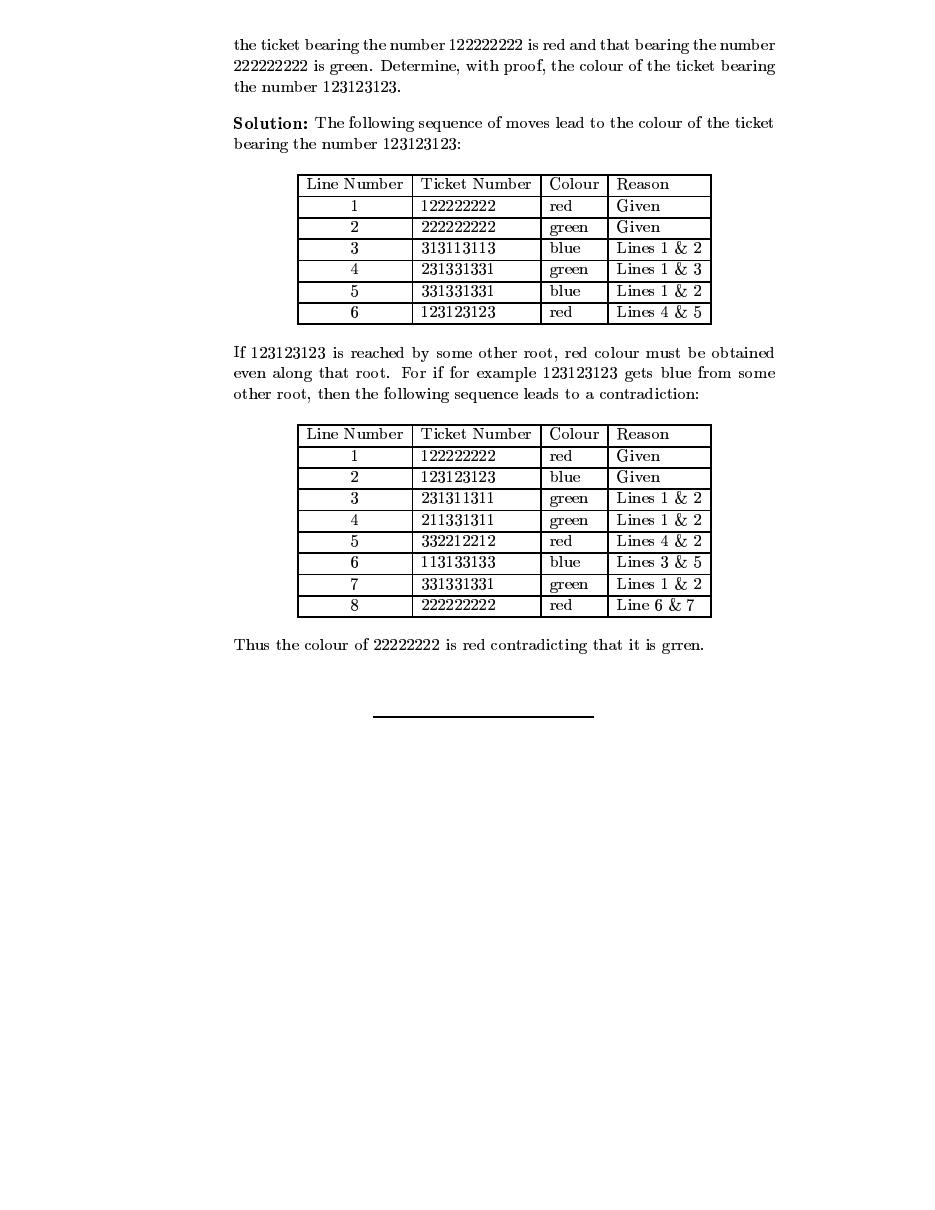 the ticket bearing the number 122222222 is red and that bearing the number
222222222 is green. Determine, with proof, the colour of the ticket bearing
the number 123123123.
Solution: The following sequence of moves lead to the colour of the ticket
bearing the number 123123123:
Line Number Ticket Number Colour Reason
1 122222222 red Given
2 222222222 green Given
3 313113113 blue Lines 1 & 2
4 231331331 green Lines 1 & 3
5 331331331 blue Lines 1 & 2
6 123123123 red Lines 4 & 5
If 123123123 is reached by some other root, red colour must be obtained
even along that root. For if for example 123123123 gets blue from some
other root, then the following sequence leads to a contradiction:
Line Number Ticket Number Colour Reason
1 122222222 red Given
2 123123123 blue Given
3 231311311 green Lines 1 & 2
4 211331311 green Lines 1 & 2
5 332212212 red Lines 4 & 2
6 113133133 blue Lines 3 & 5
7 331331331 green Lines 1 & 2
8 222222222 red Line 6 & 7
Thus the colour of 22222222 is red contradicting that it is grren.